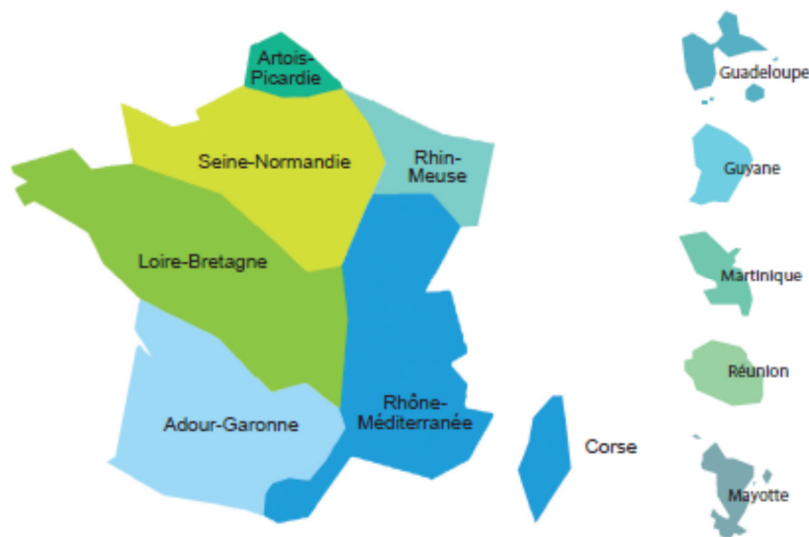 Artois-
Picardie
Seine-Normandie
Rhin-
Meuse
Loire-Bretagne
Adour-Garonne
Rhône-
Méditerranée
Corse
Guadeloupe
Guyane
Martinique
Réunion
Mayotte